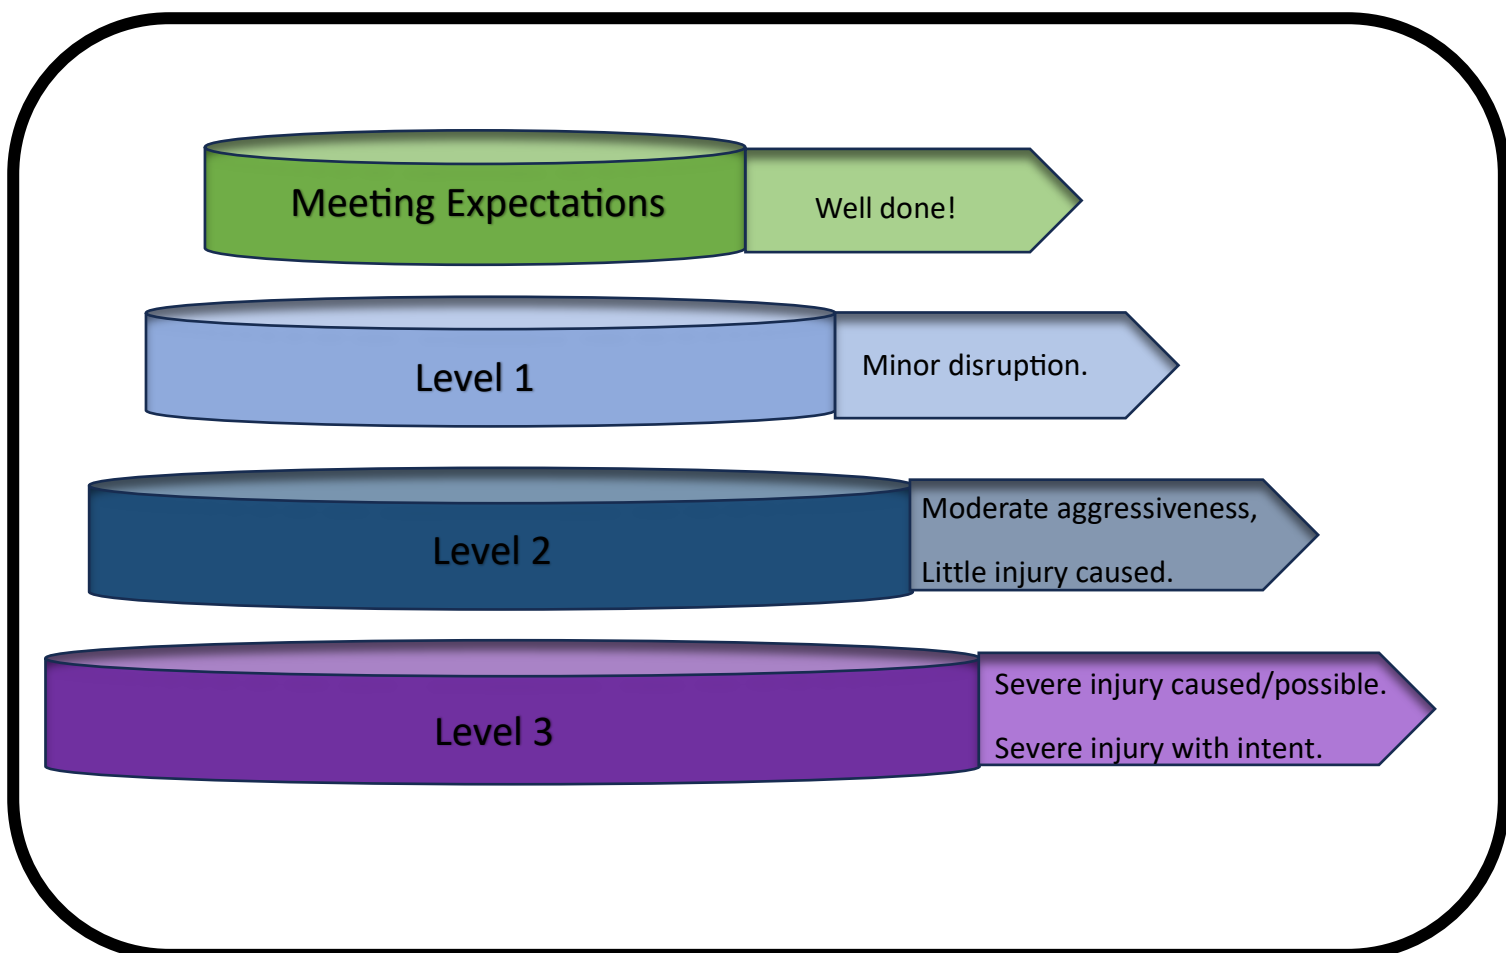 Meeting Expectations
Well done!
Level 1
Minor disruption.
Level 2
Moderate aggressiveness,
Little injury caused.
Level 3
Severe injury caused/possible.
Severe injury with intent.